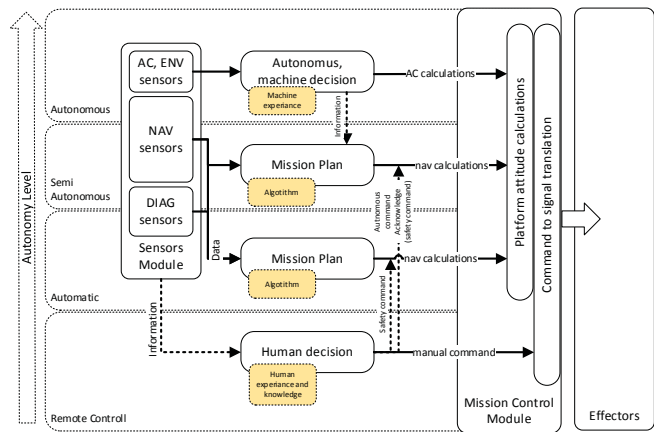 Autonomy Level
AC, ENV
sensors
Autonomus,
machine decision
Machine
experiance
AC calculations
Autonomous
Information
NAV
sensors
Mission Plan
Algorithm
nav calculations
Semi
Autonomous
Autnomous
command
Acknowledge
(safety command)
DIAG
sensors
Sensors
Module
Data
Mission Plan
Algorithm
nav calculations
Automatic
Information
Safety command
Human decision
Human
experiance and
knowledge
manual command
Remote Controll
Platform attitude calculations
Command to signal translation
Mission Control
Module
Effectors